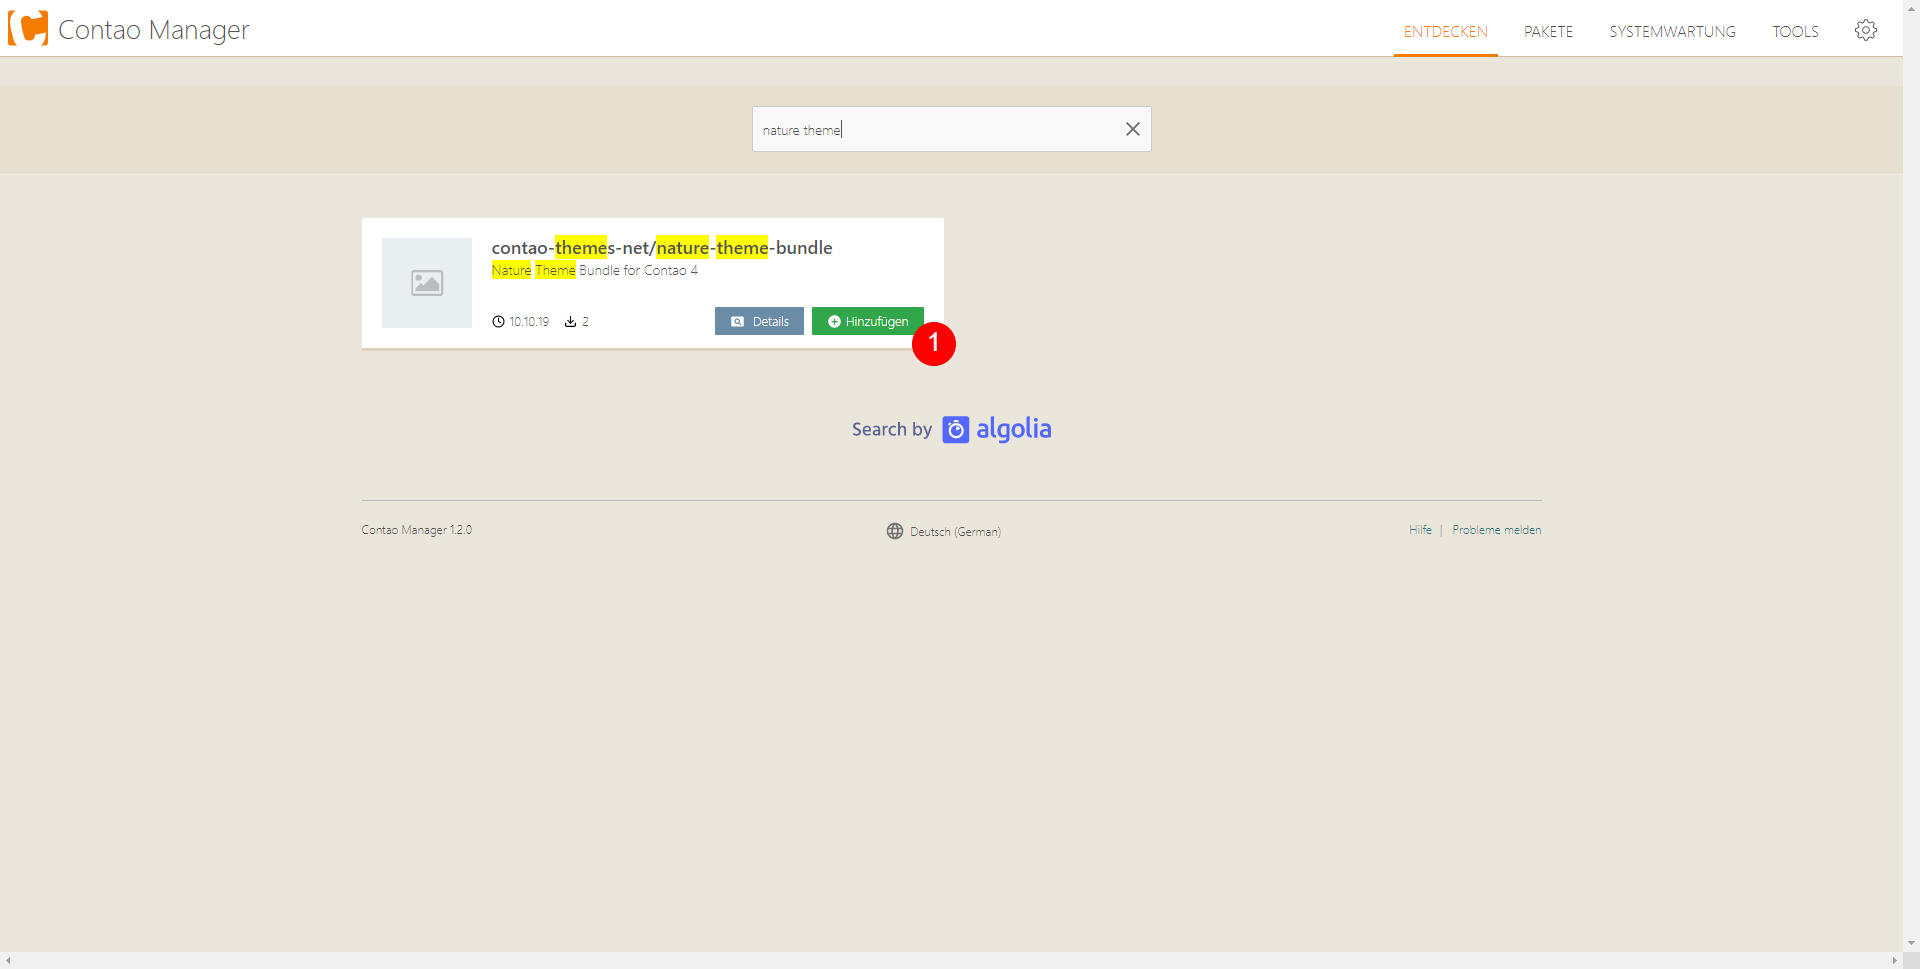 Contao Manager
ENTDECKEN PAKETE SYSTEMWARTUNG TOOLS
nature theme
contao-themes-net/nature-theme-bundle
Nature Theme Bundle for Contao 4
10.10.19 2 Details Hinzufügen
1
Search by algolia
Contao Manager 1.2.0 Deutsch (German) Hilfe | Probleme melden